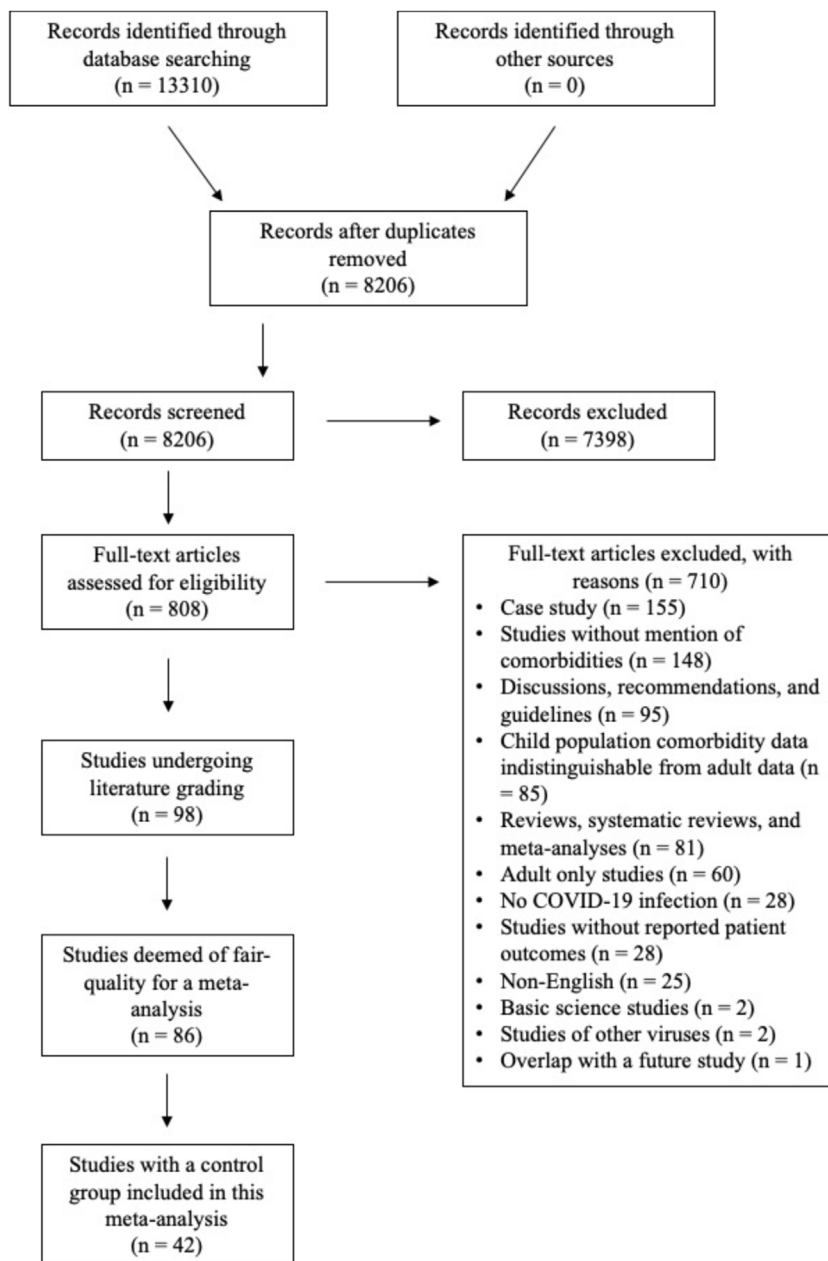 Records identified through
database searching
(n = 13310)
Records identified through
other sources
(n = 0)
Records after duplicates
removed
(n = 8206)
Records screened
(n = 8206)
Records excluded
(n = 7398)
Full-text articles
assessed for eligibility
(n = 808)
Full-text articles excluded, with
reasons (n = 710)
• Case study (n = 155)
• Studies without mention of
comorbidities (n = 148)
• Discussions, recommendations, and
guidelines (n = 95)
• Child population comorbidity data
indistinguishable from adult data (n
= 85)
• Reviews, systematic reviews, and
meta-analyses (n = 81)
• Adult only studies (n = 60)
• No COVID-19 infection (n = 28)
• Studies without reported patient
outcomes (n = 28)
• Non-English (n = 25)
• Basic science studies (n = 2)
• Studies of other viruses (n = 2)
• Overlap with a future study (n = 1)
Studies undergoing
literature grading
(n = 98)
Studies deemed of fair-
quality for a meta-
analysis
(n = 86)
Studies with a control
group included in this
meta-analysis
(n = 42)